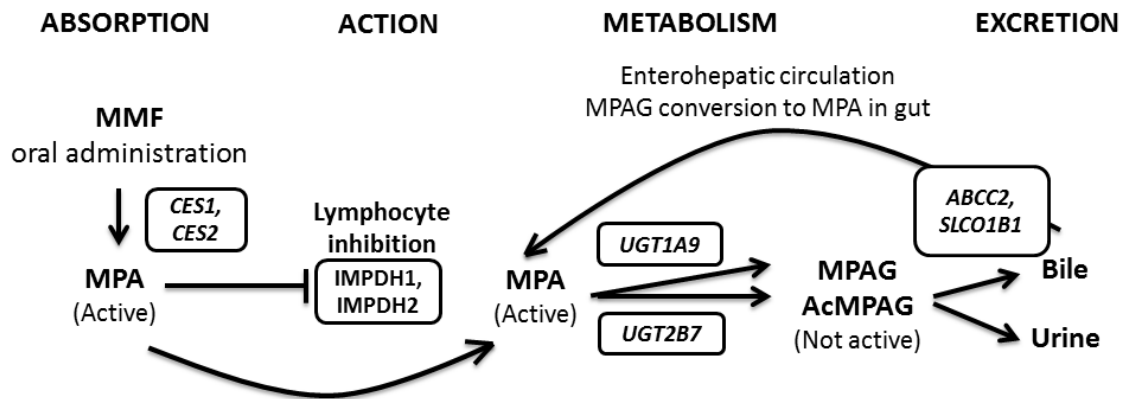 ABSORPTION
ACTION
METABOLISM
EXCRETION
Enterohepatic circulation
MPAG conversion to MPA in gut
MMF
oral administration
CES1,
CES2
Lymphocyte
inhibition
IMPDH1,
IMPDH2
MPA
(Active)
MPA
(Active)
UGT1A9
UGT2B7
MPAG
AcMPAG
(Not active)
ABCC2,
SLCO1B1
Bile
Urine